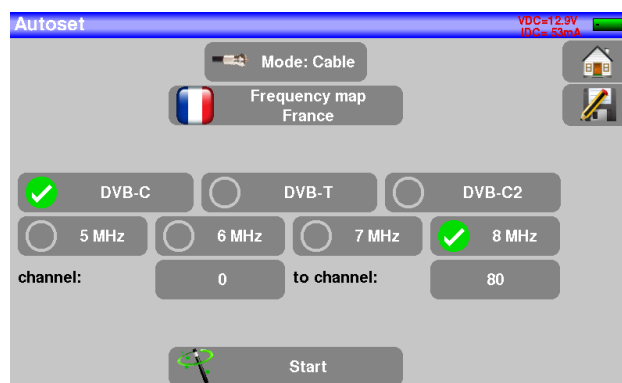 Autoset
VDC=12.9V
IDC= 53mA
Mode: Cable
Frequency map
France
DVB-C
DVB-T
DVB-C2
5 MHz
6 MHz
7 MHz
8 MHz
channel:
0
to channel:
80
Start